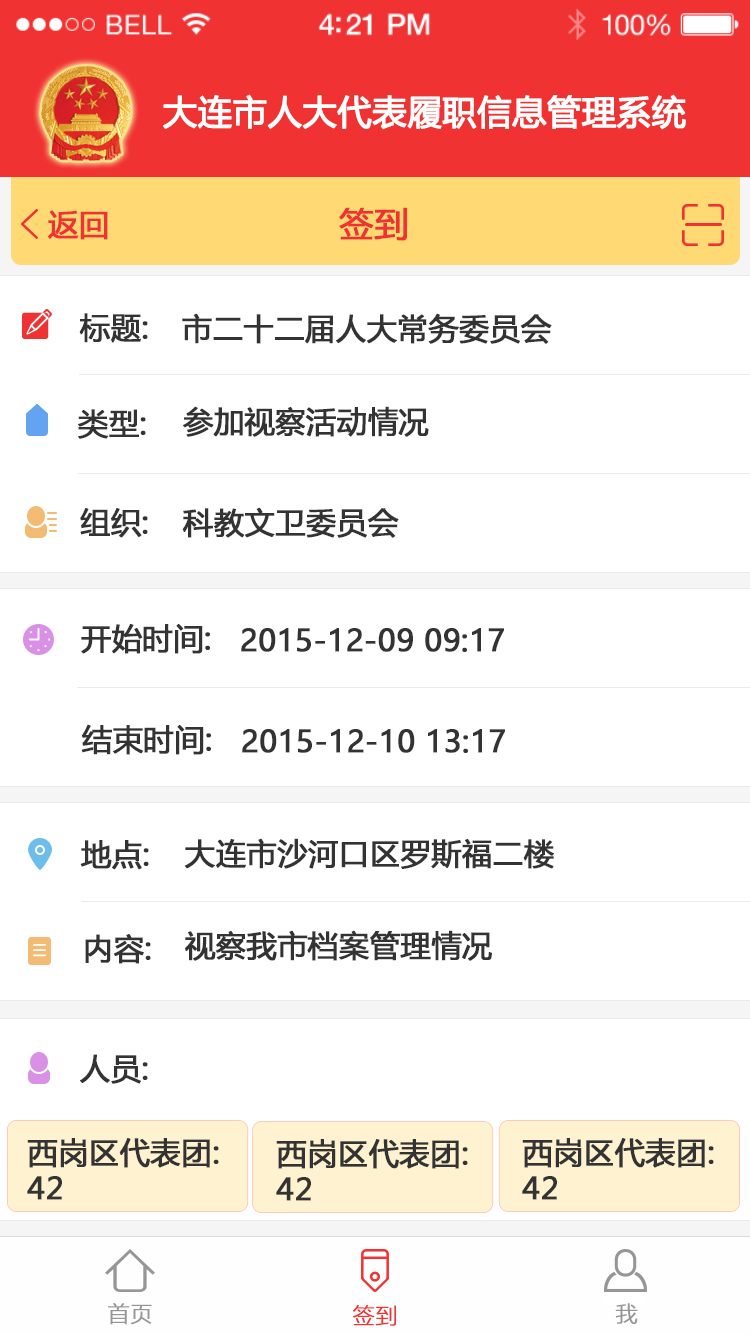 BELL 4:21 PM 100%
大连市人大代表履职信息管理系统
返回 签到
标题: 市二十二届人大常务委员会
类型: 参加视察活动情况
组织: 科教文卫委员会
开始时间: 2015-12-09 09:17
结束时间: 2015-12-10 13:17
地点: 大连市沙河口区罗斯福二楼
内容: 视察我市档案管理情况
人员:
西岗区代表团: 西岗区代表团: 西岗区代表团:
42 42 42
首页 签到 我